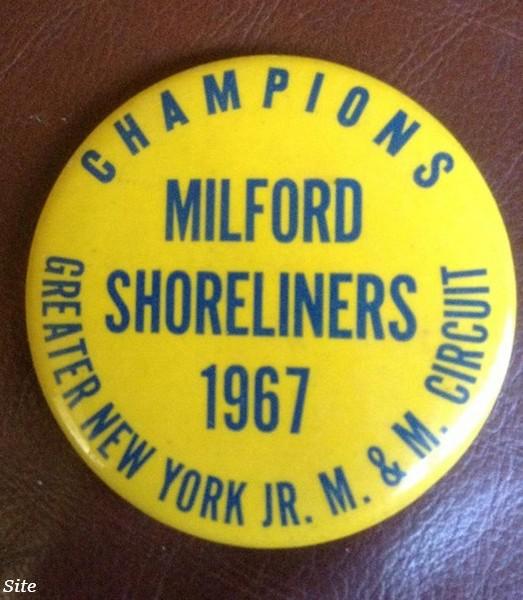 CHAMPIONS
MILFORD
SHORELINERS
1967
GREATER NEW YORK JR. M. & M. CIRCUIT
Site